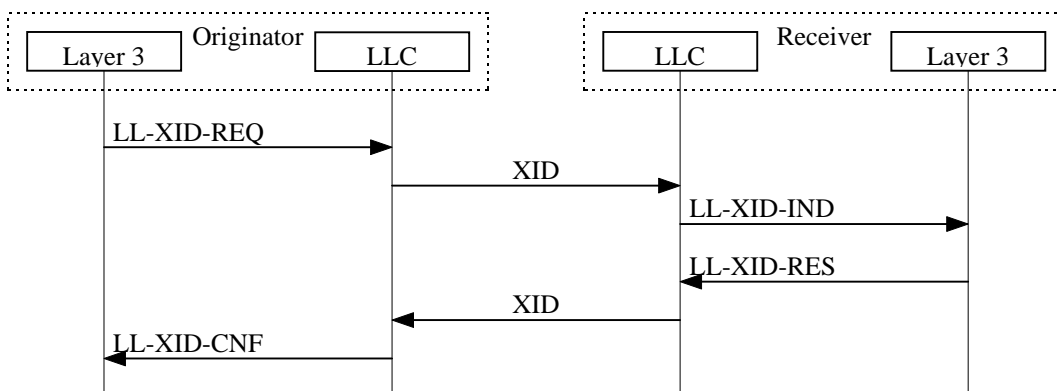 Originator
Receiver
Layer 3
LLC
LLC
Layer 3
LL-XID-REQ
XID
LL-XID-IND
LL-XID-RES
XID
LL-XID-CNF